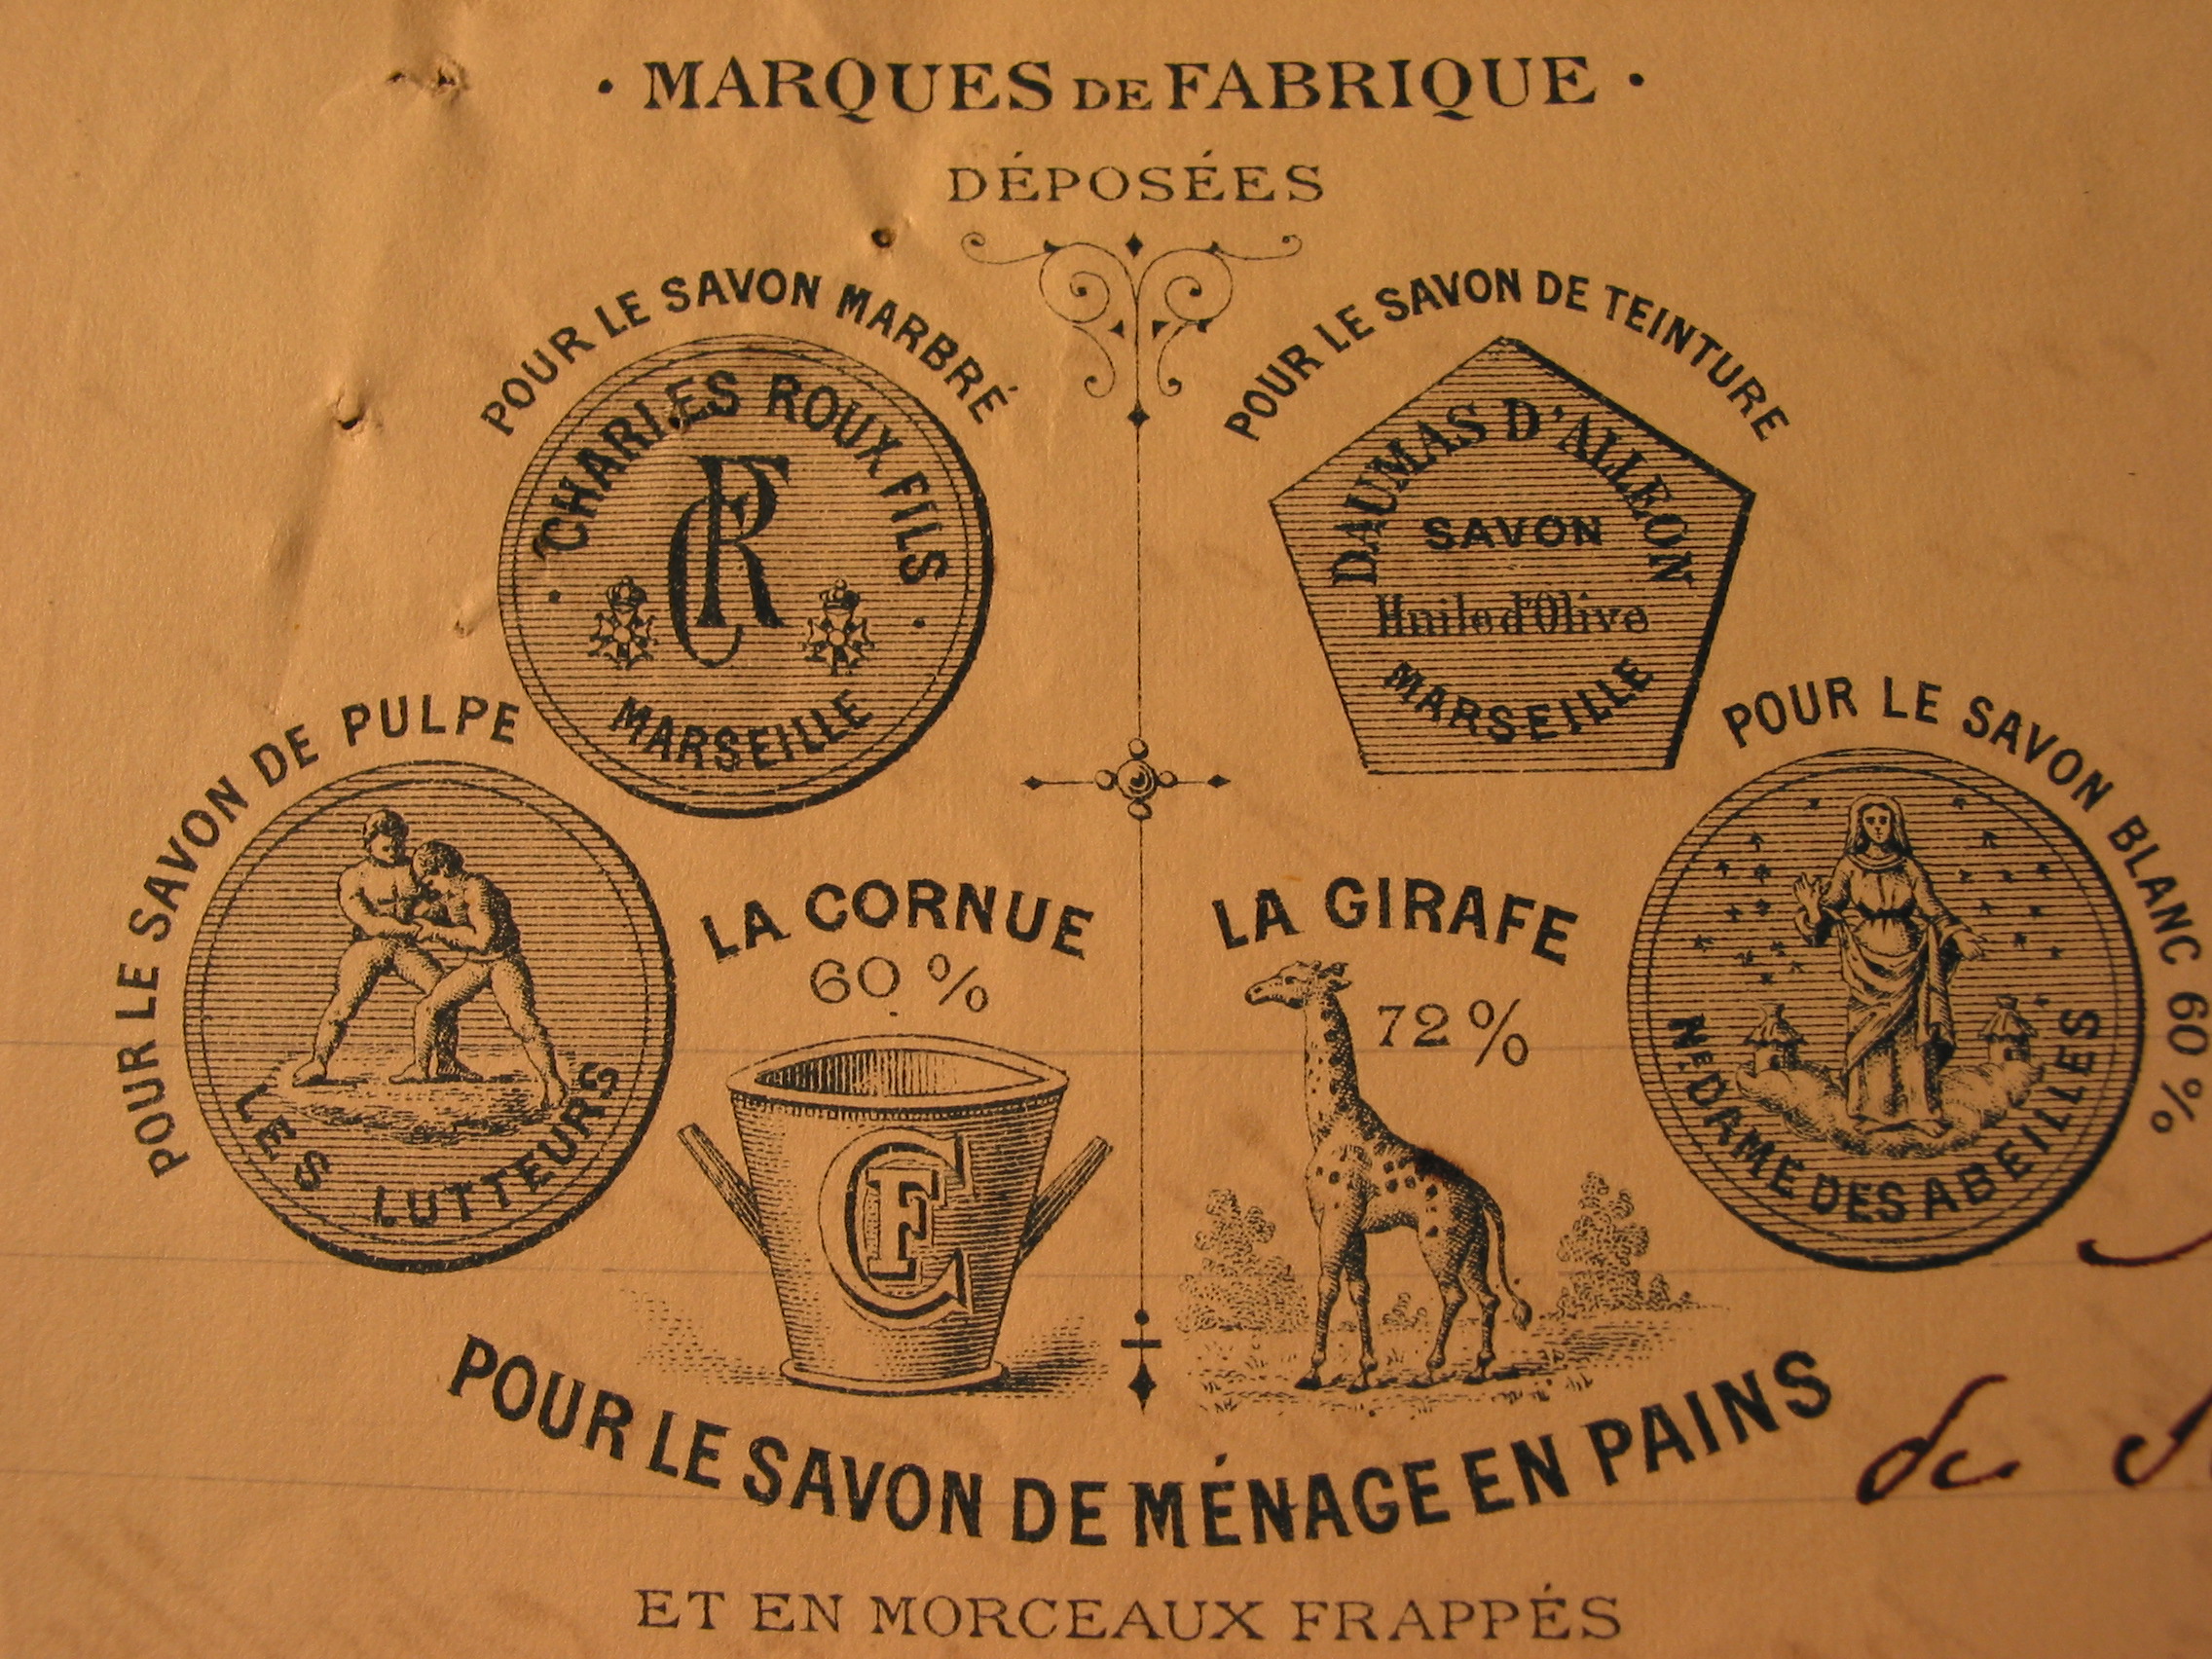 · MARQUES DE FABRIQUE ·
DÉPOSÉES
POUR LE SAVON MARBRÉ
CHARLES ROUX FILS
CRF
MARSEILLE
POUR LE SAVON DE TEINTURE
DAUMAS D'ALLEON
SAVON
Huile d'Olive
MARSEILLE
POUR LE SAVON DE PULPE
LES LUTTEURS
LA CORNUE
60 %
CF
LA GIRAFE
72 %
POUR LE SAVON BLANC 60 %
NE DAME DES ABEILLES
POUR LE SAVON DE MÉNAGE EN PAINS
du
ET EN MORCEAUX FRAPPÉS